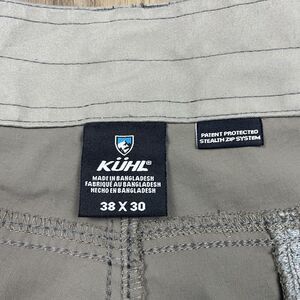 KÜHL®
MADE IN BANGLADESH
FABRIQUÉ AU BANGLADESH
HECHO EN BANGLADESH
38 X 30
PATENT PROTECTED
STEALTH ZIP SYSTEM